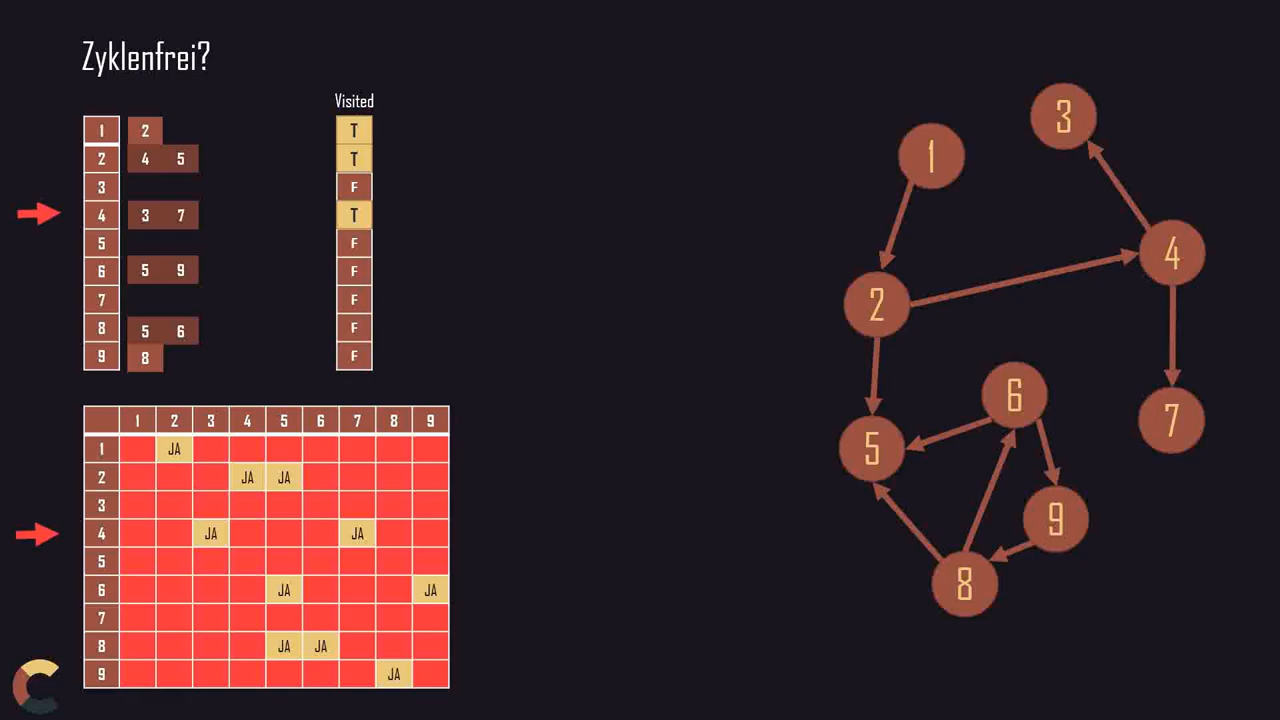 Zyklenfrei?
Visited
1 2 T
2 4 5 T
3 F
4 3 7 T
5 F
6 5 9 F
7 F
8 5 6 F
9 8 F
1 2 3 4 5 6 7 8 9
1 JA
2 JA JA
3
4 JA JA
5
6 JA JA
7
8 JA JA
9 JA
3
1
4
2
6
7
5
9
8